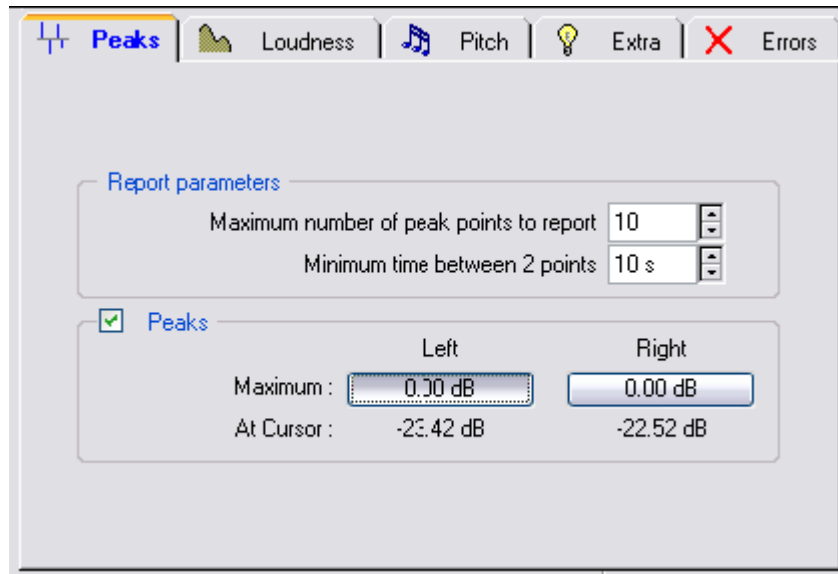 Peaks Loudness Pitch Extra Errors
Report parameters
Maximum number of peak points to report 10
Minimum time between 2 points 10 s
Peaks
Left Right
Maximum : 0.00 dB 0.00 dB
At Cursor : -23.42 dB -22.52 dB